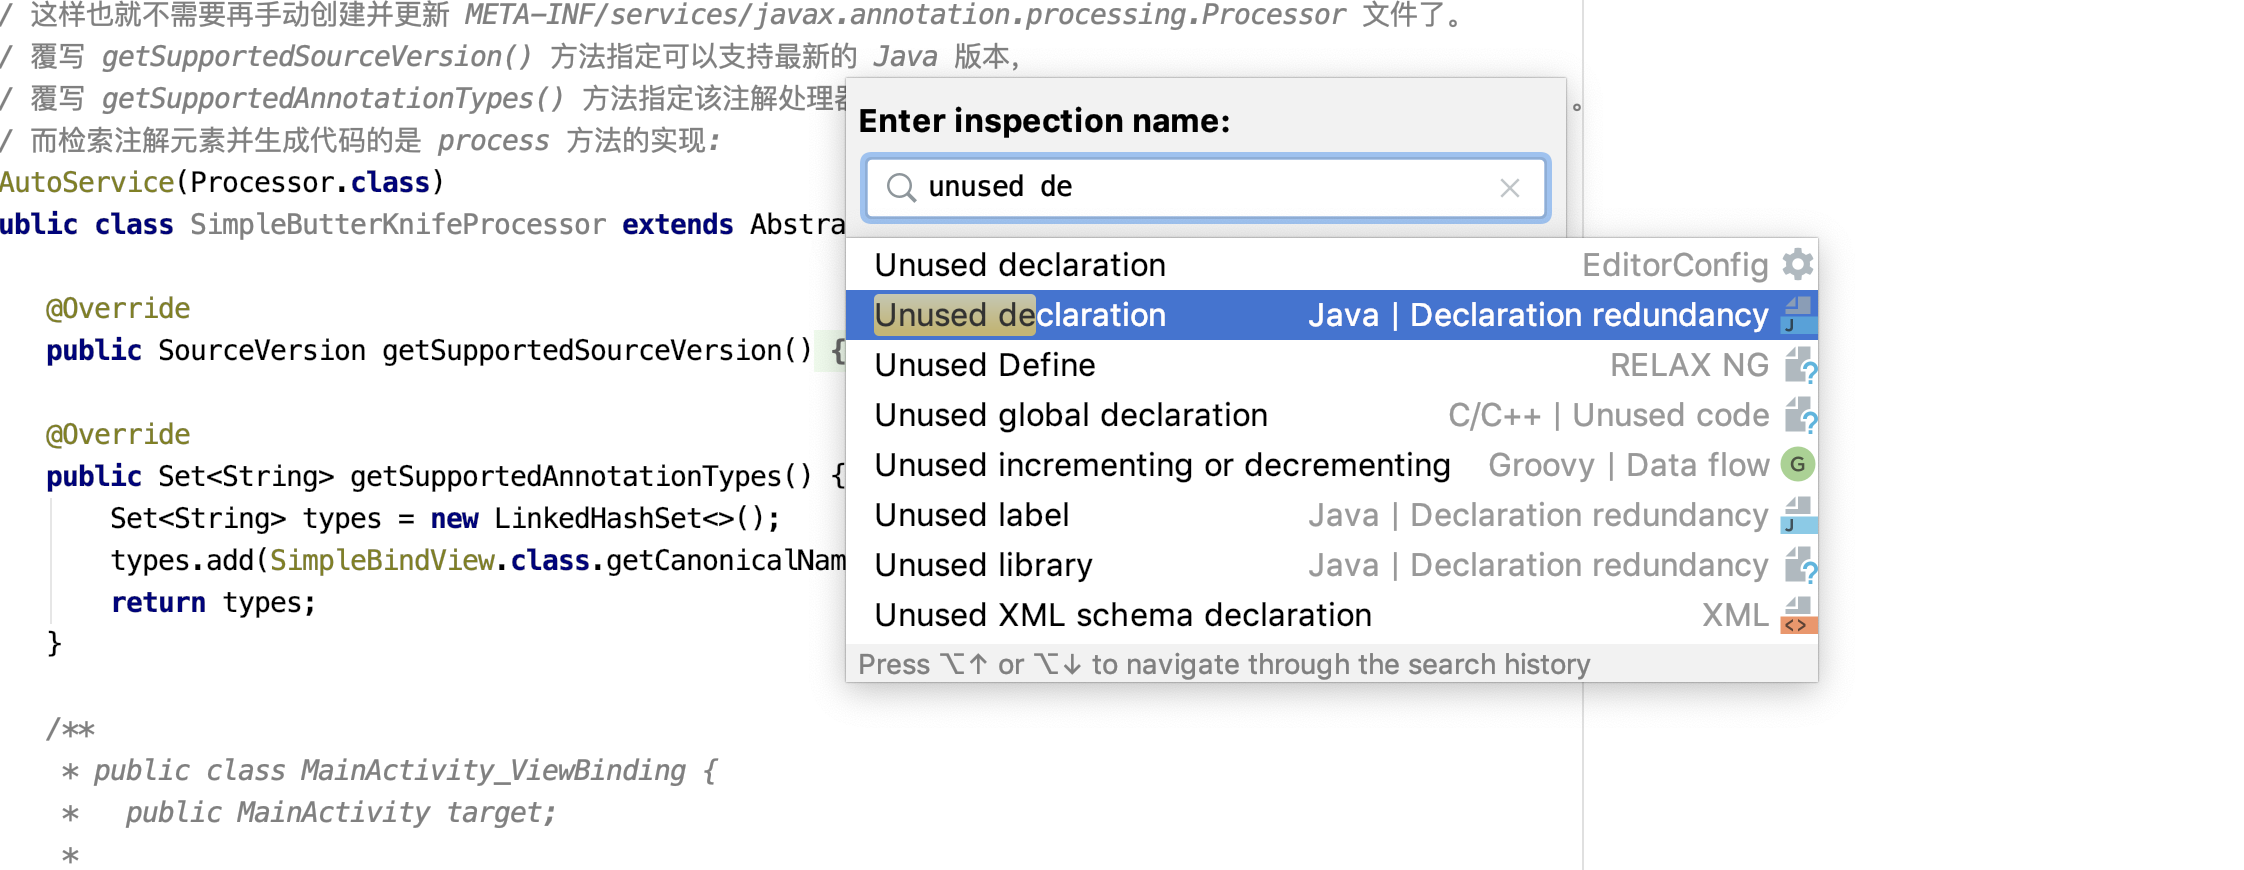 / 这样也就不需要再手动创建并更新 META-INF/services/javax.annotation.processing.Processor 文件了。
/ 覆写 getSupportedSourceVersion() 方法指定可以支持最新的 Java 版本，
/ 覆写 getSupportedAnnotationTypes() 方法指定该注解处理器 。
/ 而检索注解元素并生成代码的是 process 方法的实现:
AutoService(Processor.class)
ublic class SimpleButterKnifeProcessor extends Abstra
@Override
public SourceVersion getSupportedSourceVersion() {
@Override
public Set<String> getSupportedAnnotationTypes() {
Set<String> types = new LinkedHashSet<>();
types.add(SimpleBindView.class.getCanonicalNam
return types;
}
/**
* public class MainActivity_ViewBinding {
* public MainActivity target;
*
Enter inspection name:
unused de
Unused declaration EditorConfig
Unused declaration Java | Declaration redundancy J
Unused Define RELAX NG ?
Unused global declaration C/C++ | Unused code ?
Unused incrementing or decrementing Groovy | Data flow G
Unused label Java | Declaration redundancy J
Unused library Java | Declaration redundancy ?
Unused XML schema declaration XML <>
Press ⌥↑ or ⌥↓ to navigate through the search history